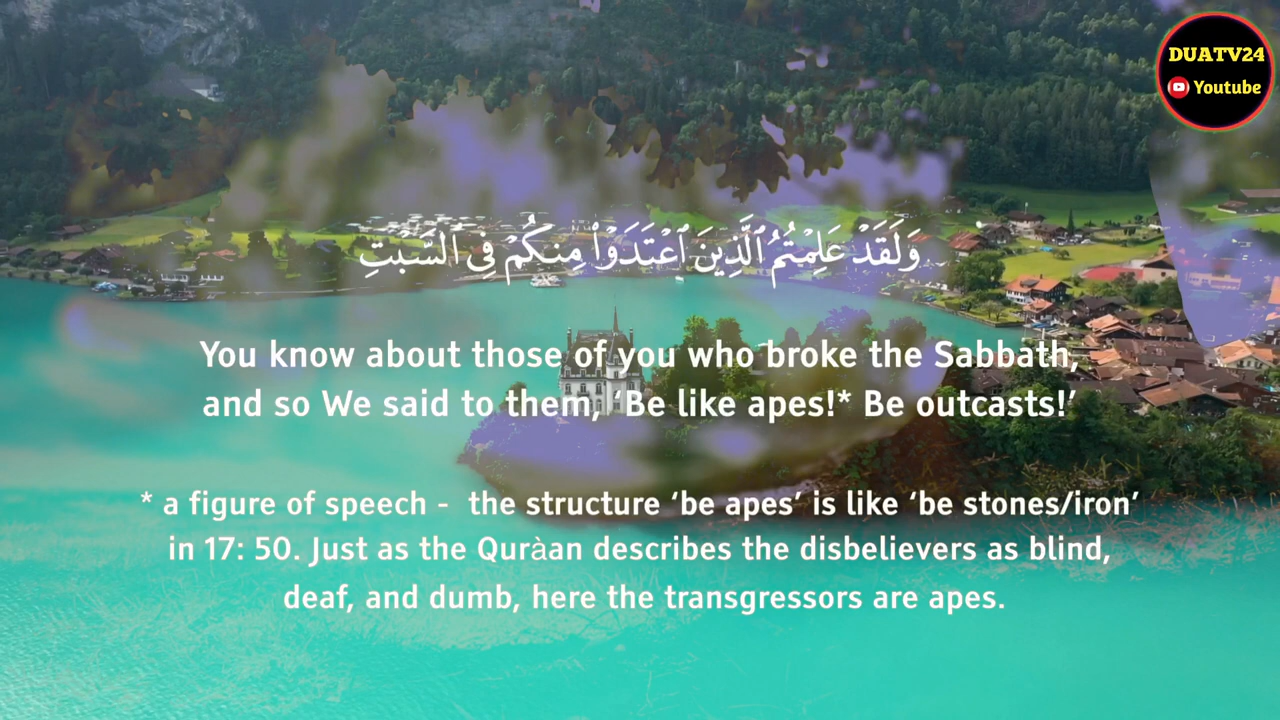 DUATV24
Youtube
وَلَقَدْ عَلِمْتُمُ ٱلَّذِينَ ٱعْتَدَوْا۟ مِنكُمْ فِى ٱلسَّبْتِ
You know about those of you who broke the Sabbath,
and so We said to them, ‘Be like apes!* Be outcasts!’
* a figure of speech -  the structure ‘be apes’ is like ‘be stones/iron’
in 17: 50. Just as the Quràan describes the disbelievers as blind,
deaf, and dumb, here the transgressors are apes.